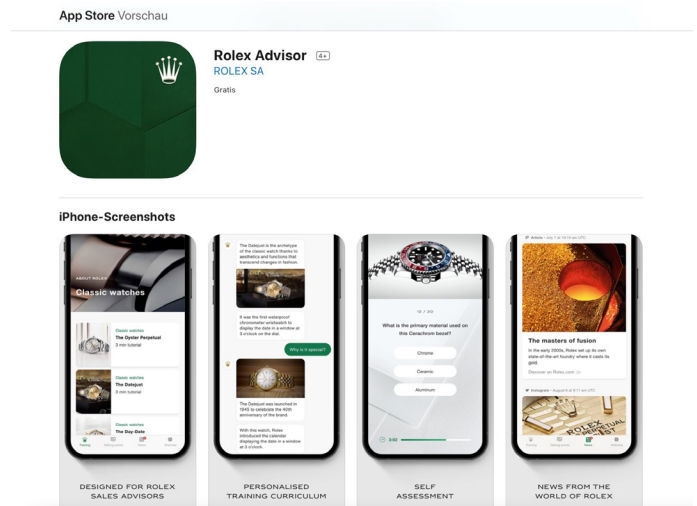 App Store Vorschau
Rolex Advisor 4+
ROLEX SA
Gratis
iPhone-Screenshots
ABOUT ROLEX
Classic watches
Classic watches
The Oyster Perpetual
3 min tutorial
Classic watches
The Datejust
3 min tutorial
Classic watches
The Day-Date
Training
DESIGNED FOR ROLEX
SALES ADVISORS
The Datejust is the archetype
of the classic watch thanks to
aesthetics and functions that
transcend changes in fashion.
It was the first waterproof
chronometer wristwatch to
display the date in a window at
3 o'clock on the dial.
Why is it special?
The Datejust was launched in
1945 to celebrate the 40th
anniversary of the brand.
With this watch, Rolex
introduced the calendar
displaying the date in a window
at 3 o'clock.
PERSONALISED
TRAINING CURRICULUM
12 / 20
What is the primary material used on
this Cerachrom bezel?
Chrome
Ceramic
Aluminum
SELF
ASSESSMENT
The masters of fusion
In the early 2000s, Rolex set up its own
state-of-the-art foundry where it casts its
gold.
Discover on Rolex.com
ROLEX
PERPETUAL
NEWS FROM THE
WORLD OF ROLEX